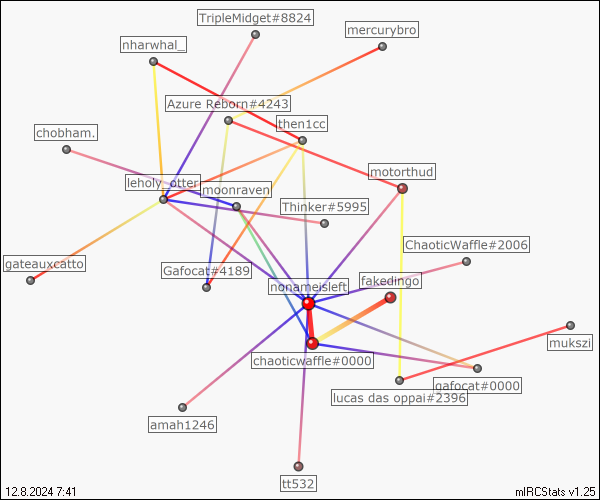 TripleMidget#8824
mercurybro
nharwhal_
Azure Reborn#4243
then1cc
chobham.
motorthud
leholy_otter
moonraven
Thinker#5995
ChaoticWaffle#2006
gateauxcatto
Gafocat#4189
fakedingo
nonameisleft
mukszi
chaoticwaffle#0000
gafocat#0000
lucas das oppai#2396
amah1246
tt532
12.8.2024 7:41
mIRCStats v1.25